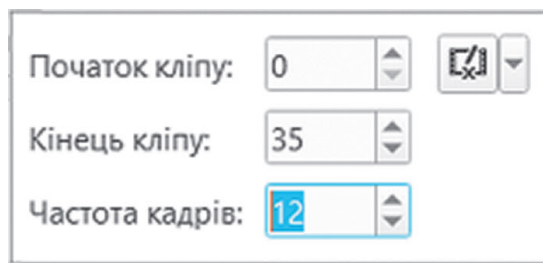 Початок кліпу: 0
Кінець кліпу: 35
Частота кадрів: 12